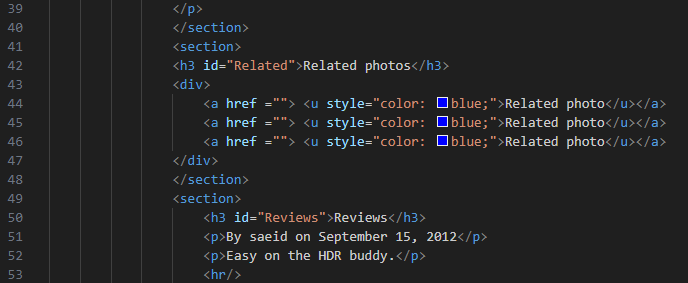 39 </p>
40 </section>
41 <section>
42 <h3 id="Related">Related photos</h3>
43 <div>
44 <a href =""> <u style="color: blue;">Related photo</u></a>
45 <a href =""> <u style="color: blue;">Related photo</u></a>
46 <a href =""> <u style="color: blue;">Related photo</u></a>
47 </div>
48 </section>
49 <section>
50 <h3 id="Reviews">Reviews</h3>
51 <p>By saeid on September 15, 2012</p>
52 <p>Easy on the HDR buddy.</p>
53 <hr/>